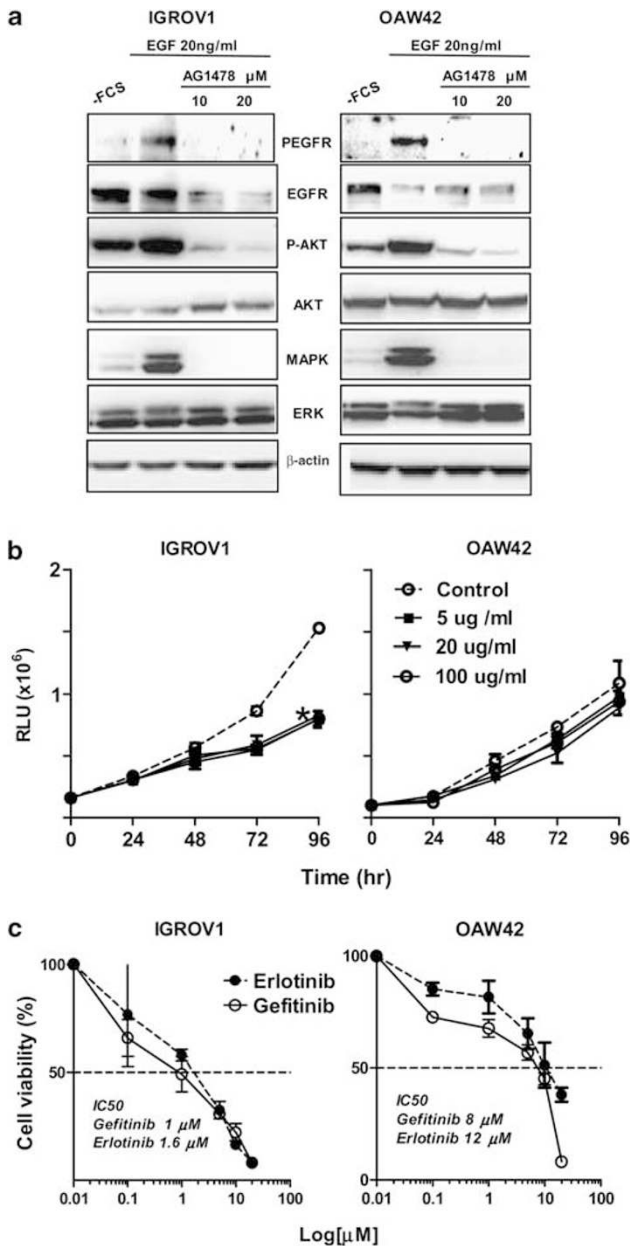 a
IGROV1 OAW42
EGF 20ng/ml EGF 20ng/ml
-FCS AG1478 µM -FCS AG1478 µM
10 20 10 20
PEGFR
EGFR
P-AKT
AKT
MAPK
ERK
β-actin
b
IGROV1 OAW42
RLU (x10⁶)
2
1
0 24 48 72 96
*
Control
5 ug /ml
20 ug/ml
100 ug/ml
0 24 48 72 96
Time (hr)
c
IGROV1 OAW42
Cell viability (%)
100
50
Erlotinib
Gefitinib
IC50
Gefitinib 1 µM
Erlotinib 1.6 µM
0.01 0.1 1 10 100
100
50
0
IC50
Gefitinib 8 µM
Erlotinib 12 µM
0.01 0.1 1 10 100
Log[µM]